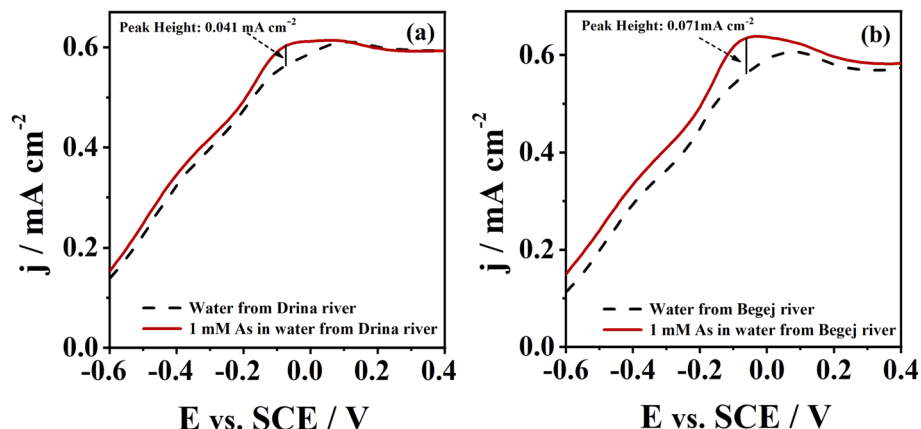 (a)
Peak Height: 0.041 mA cm-2
0.6
0.4
0.2
0.0
j / mA cm-2
Water from Drina river
1 mM As in water from Drina river
-0.6 -0.4 -0.2 0.0 0.2 0.4
E vs. SCE / V
(b)
Peak Height: 0.071mA cm-2
0.8
0.6
0.4
0.2
0.0
j / mA cm-2
Water from Begej river
1 mM As in water from Begej river
-0.6 -0.4 -0.2 0.0 0.2 0.4
E vs. SCE / V